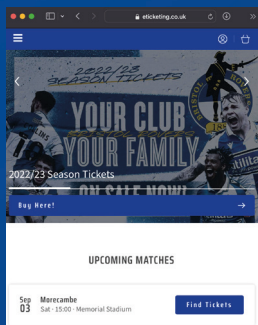 eticketing.co.uk
2022/23
SEASON TICKETS
YOUR CLUB
YOUR FAMILY
2022/23 Season Tickets
ON SALE NOW!
Buy Here!
UPCOMING MATCHES
Sep
03
Morecambe
Sat · 15:00 · Memorial Stadium
Find Tickets